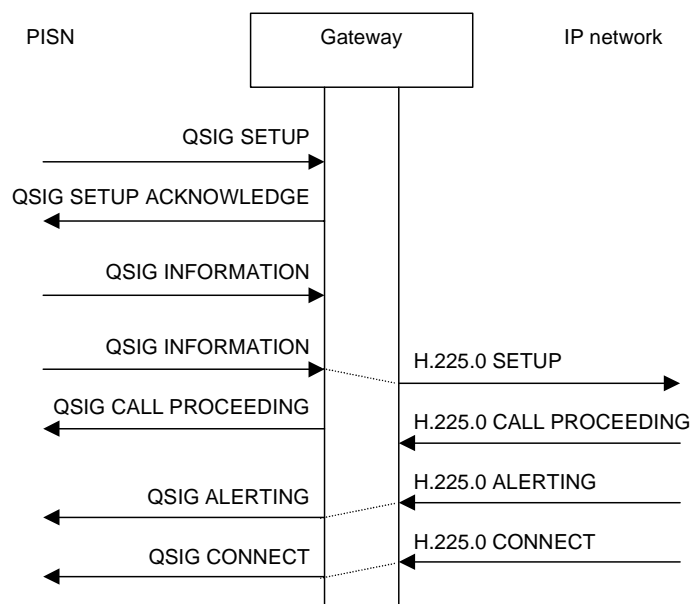 PISN
Gateway
IP network
QSIG SETUP
QSIG SETUP ACKNOWLEDGE
QSIG INFORMATION
QSIG INFORMATION
H.225.0 SETUP
QSIG CALL PROCEEDING
H.225.0 CALL PROCEEDING
QSIG ALERTING
H.225.0 ALERTING
QSIG CONNECT
H.225.0 CONNECT